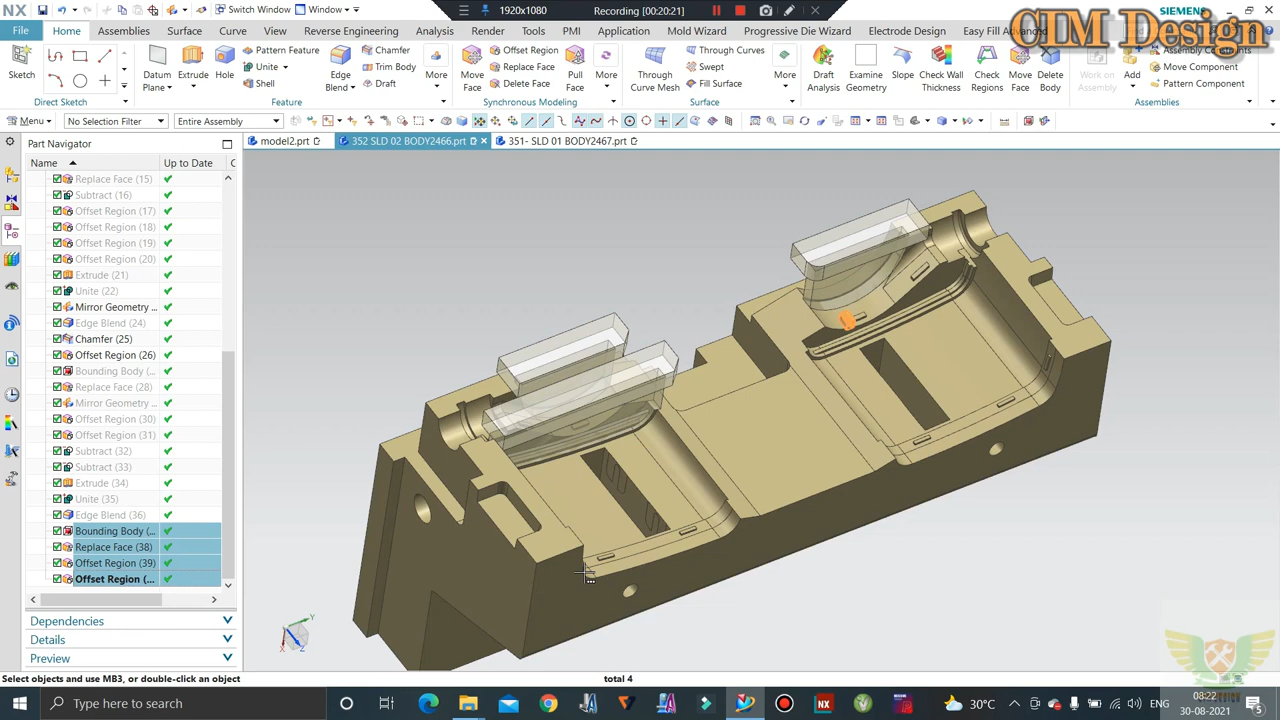 NX
Switch Window
Window
1920x1080
Recording [00:20:21]
SIEMENS
CIM Design
File
Home
Assemblies
Surface
Curve
View
Reverse Engineering
Analysis
Render
Tools
PMI
Application
Mold Wizard
Progressive Die Wizard
Electrode Design
Easy Fill Advanced
Sketch
Datum Plane
Extrude
Hole
Pattern Feature
Unite
Shell
Edge Blend
Chamfer
Trim Body
Draft
More
Move Face
Offset Region
Replace Face
Delete Face
Pull Face
More
Through Curve Mesh
Through Curves
Swept
Fill Surface
More
Draft Analysis
Examine Geometry
Slope
Check Wall Thickness
Check Regions
Move Face
Delete Body
Work on Assembly
Add
Assembly Constraints
Move Component
Pattern Component
Direct Sketch
Feature
Synchronous Modeling
Surface
Assemblies
Menu
No Selection Filter
Entire Assembly
Part Navigator
model2.prt
352 SLD 02 BODY2466.prt
351- SLD 01 BODY2467.prt
Name
Up to Date
C
Replace Face (15)
Subtract (16)
Offset Region (17)
Offset Region (18)
Offset Region (19)
Offset Region (20)
Extrude (21)
Unite (22)
Mirror Geometry ...
Edge Blend (24)
Chamfer (25)
Offset Region (26)
Bounding Body (...
Replace Face (28)
Mirror Geometry ...
Offset Region (30)
Offset Region (31)
Subtract (32)
Subtract (33)
Extrude (34)
Unite (35)
Edge Blend (36)
Bounding Body (...
Replace Face (38)
Offset Region (39)
Offset Region (...
Dependencies
Details
Preview
X
Y
Z
Select objects and use MB3, or double-click an object
total 4
Type here to search
NX
30°C
ENG
08:22
30-08-2021
5